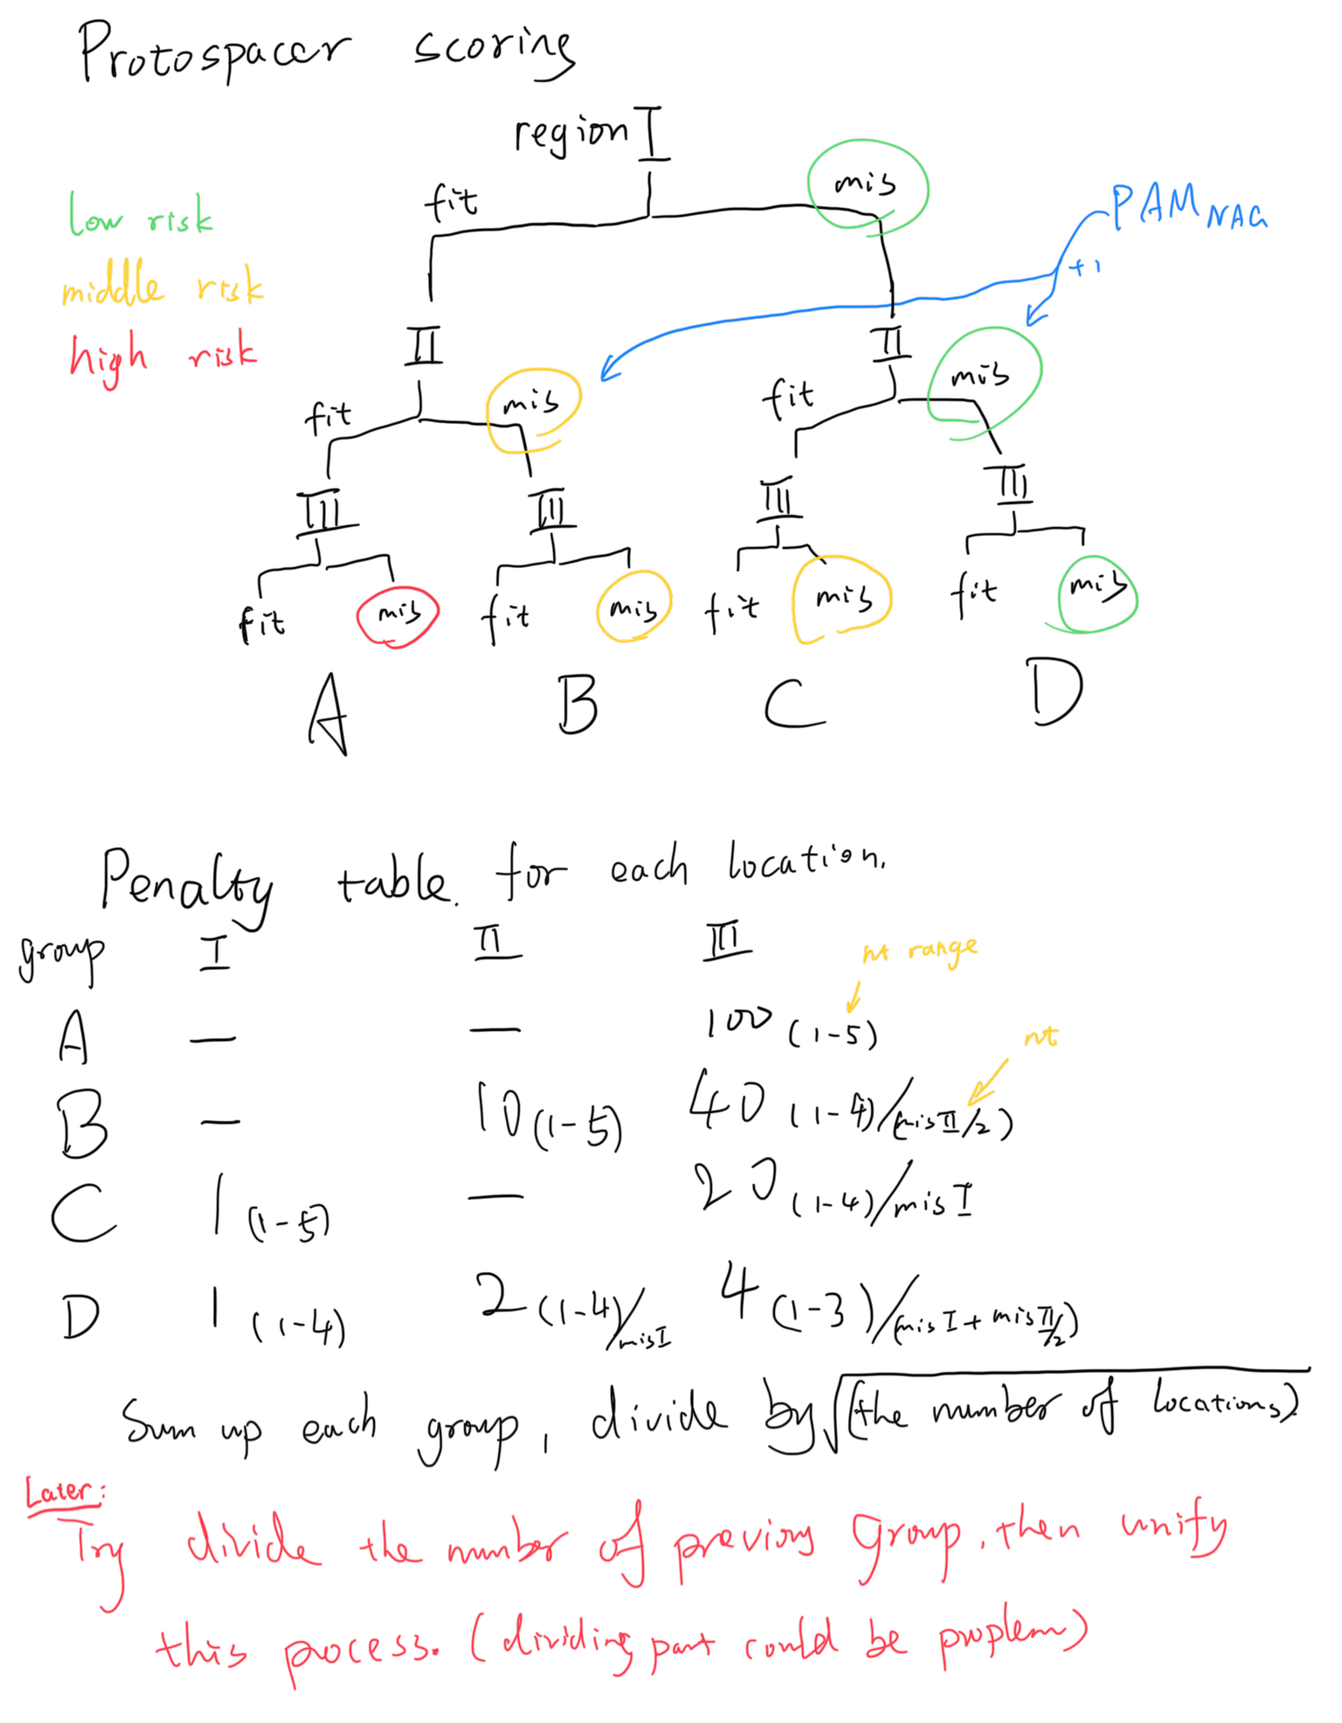 Protospacer scoring
region I
fit mis
low risk
middle risk
high risk
PAM NAG
+1
II II
fit mis fit mis
III III III III
fit mis fit mis fit mis fit mis
A B C D
Penalty table. for each location.
group I II III
nt range
A — — 100 (1-5)
nt
B — 10 (1-5) 40 (1-4)/(mis II/2)
C 1 (1-5) — 20 (1-4)/mis I
D 1 (1-4) 2 (1-4)/mis I 4 (1-3)/(mis I + mis II/2)
Sum up each group, divide by √(the number of locations)
Later:
Try divide the number of previous group, then unify
this process. (dividing part could be proplem)